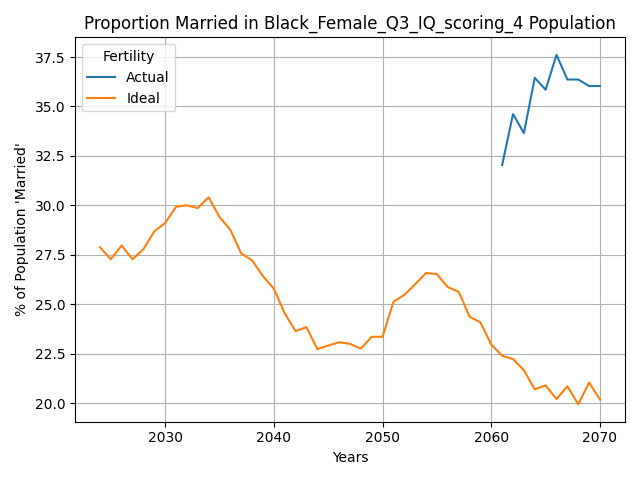 Proportion Married in Black_Female_Q3_IQ_scoring_4 Population
Fertility
Actual
Ideal
% of Population 'Married'
37.5
35.0
32.5
30.0
27.5
25.0
22.5
20.0
2030 2040 2050 2060 2070
Years